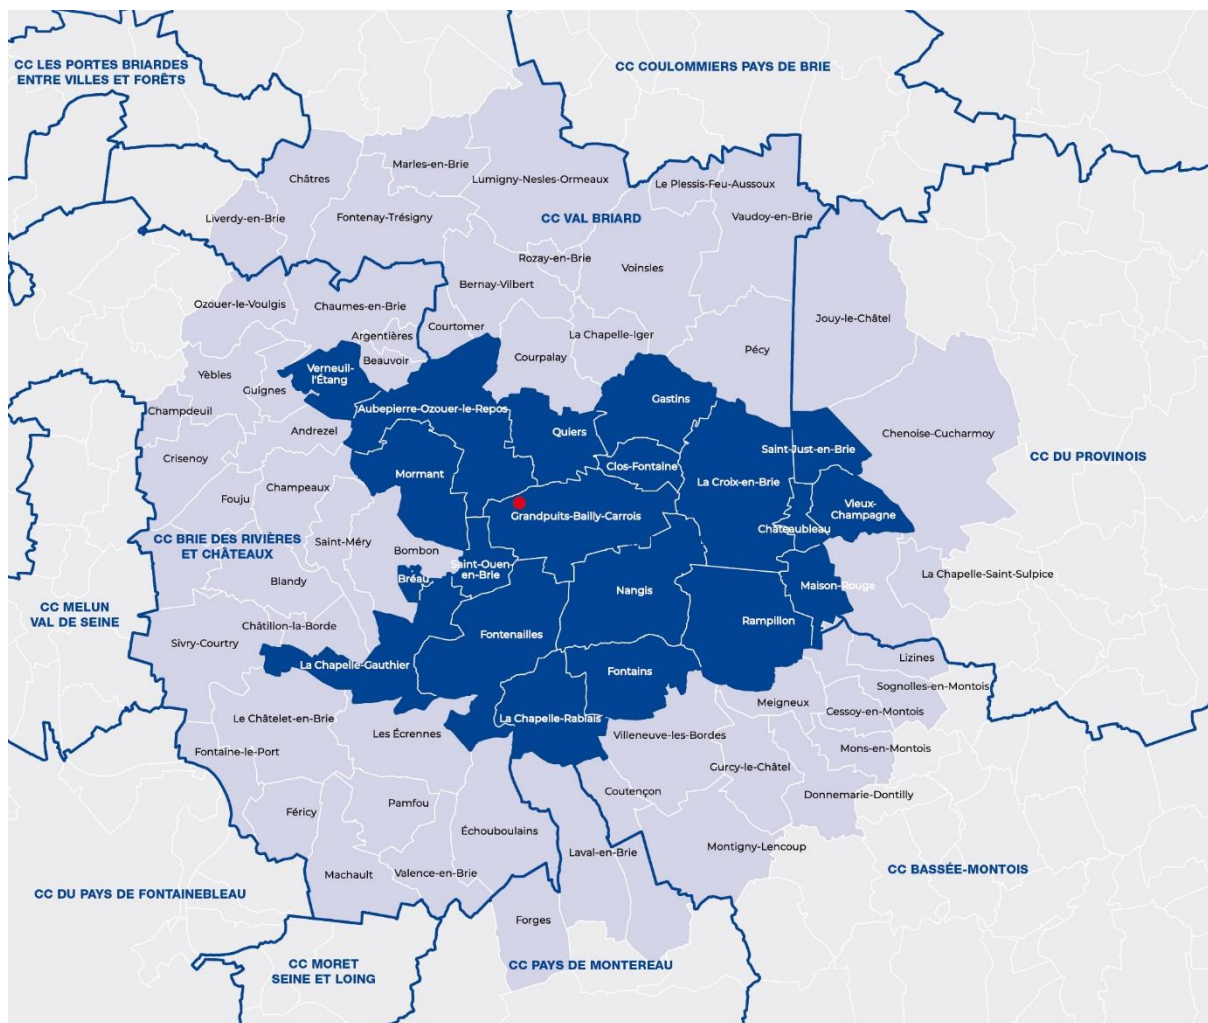 CC LES PORTES BRIARDES
ENTRE VILLES ET FORÊTS
CC COULOMMIERS PAYS DE BRIE
Marles-en-Brie
Châtres
Lumigny-Nesles-Ormeaux
Le Plessis-Feu-Aussoux
Liverdy-en-Brie
Fontenay-Trésigny
CC VAL BRIARD
Vaudoy-en-Brie
Rozay-en-Brie
Voinsles
Bernay-Vilbert
Ozouer-le-Voulgis
Chaumes-en-Brie
Jouy-le-Châtel
Argentières
Courtomer
La Chapelle-Iger
Pécy
Beauvoir
Courpalay
Verneuil-
l'Étang
Yèbles
Guignes
Gastins
Champdeuil
Aubepierre-Ozouer-le-Repos
Andrezel
Quiers
Chenoise-Cucharmoy
Saint-Just-en-Brie
Crisenoy
CC DU PROVINOIS
Mormant
Clos-Fontaine
La Croix-en-Brie
Champeaux
Fouju
Vieux-
Champagne
Grandpuits-Bailly-Carrois
Châteaubleau
CC BRIE DES RIVIÈRES
ET CHÂTEAUX
Saint-Méry
Bombon
Saint-Ouen-
en-Brie
Bréau
Blandy
La Chapelle-Saint-Sulpice
Maison-Rouge
Nangis
CC MELUN
VAL DE SEINE
Châtillon-la-Borde
Rampillon
Fontenailles
Sivry-Courtry
Lizines
La Chapelle-Gauthier
Fontains
Sognolles-en-Montois
Meigneux
Cessoy-en-Montois
Le Châtelet-en-Brie
La Chapelle-Rablais
Les Écrennes
Villeneuve-les-Bordes
Fontaine-le-Port
Mons-en-Montois
Gurcy-le-Châtel
Coutençon
Donnemarie-Dontilly
Pamfou
Féricy
Échouboulains
Montigny-Lencoup
Laval-en-Brie
Machault
Valence-en-Brie
CC BASSÉE-MONTOIS
CC DU PAYS DE FONTAINEBLEAU
Forges
CC MORET
SEINE ET LOING
CC PAYS DE MONTEREAU